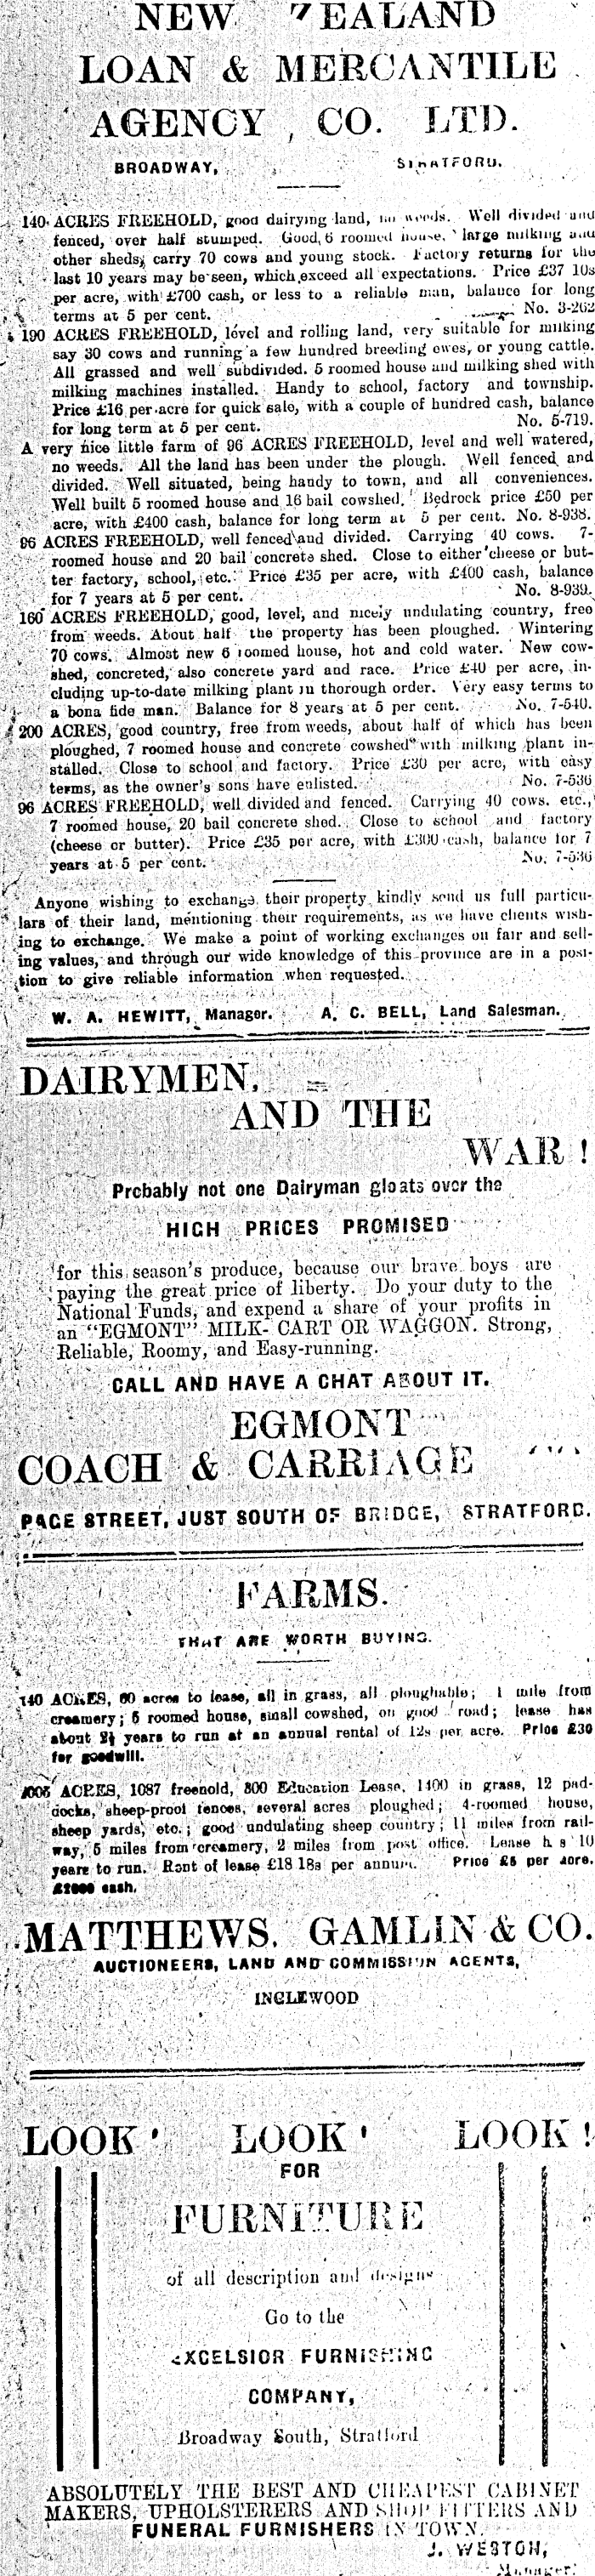 NEW ZEALAND
LOAN & MERCANTILE
AGENCY, CO. LTD.
BROADWAY, STRATFORD.
140 ACRES FREEHOLD, good dairying land, no weeds. Well divided and
fenced, over half stumped. Good, 6 roomed house, large milking and
other sheds, carry 70 cows and young stock. Factory returns for the
last 10 years may be seen, which exceed all expectations. Price £37 10s
per acre, with £700 cash, or less to a reliable man, balance for long
terms at 5 per cent. No. 3-262
190 ACRES FREEHOLD, level and rolling land, very suitable for milking
say 30 cows and running a few hundred breeding ewes, or young cattle.
All grassed and well subdivided. 5 roomed house and milking shed with
milking machines installed. Handy to school, factory and township.
Price £16 per acre for quick sale, with a couple of hundred cash, balance
for long term at 5 per cent. No. 5-719.
A very nice little farm of 96 ACRES FREEHOLD, level and well watered,
no weeds. All the land has been under the plough. Well fenced and
divided. Well situated, being handy to town, and all conveniences.
Well built 5 roomed house and 16 bail cowshed. Bedrock price £50 per
acre, with £400 cash, balance for long term at 5 per cent. No. 8-938.
96 ACRES FREEHOLD, well fenced and divided. Carrying 40 cows. 7-
roomed house and 20 bail concrete shed. Close to either cheese or but-
ter factory, school, etc. Price £35 per acre, with £400 cash, balance
for 7 years at 5 per cent. No. 8-939.
160 ACRES FREEHOLD, good, level, and nicely undulating country, free
from weeds. About half the property has been ploughed. Wintering
70 cows. Almost new 6 roomed house, hot and cold water. New cow-
shed, concreted, also concrete yard and race. Price £40 per acre, in-
cluding up-to-date milking plant in thorough order. Very easy terms to
a bona fide man. Balance for 8 years at 5 per cent. No. 7-540.
200 ACRES, good country, free from weeds, about half of which has been
ploughed, 7 roomed house and concrete cowshed with milking plant in-
stalled. Close to school and factory. Price £30 per acre, with easy
terms, as the owner's sons have enlisted. No. 7-536
96 ACRES FREEHOLD, well divided and fenced. Carrying 40 cows. etc.,
7 roomed house, 20 bail concrete shed. Close to school and factory
(cheese or butter). Price £35 per acre, with £300 cash, balance for 7
years at 5 per cent. No. 7-536
Anyone wishing to exchange their property kindly send us full particu-
lars of their land, mentioning their requirements, as we have clients wish-
ing to exchange. We make a point of working exchanges on fair and sell-
ing values, and through our wide knowledge of this province are in a posi-
tion to give reliable information when requested.
W. A. HEWITT, Manager. A. C. BELL, Land Salesman.
DAIRYMEN,
AND THE
WAR!
Probably not one Dairyman gloats over the
HIGH PRICES PROMISED
for this season's produce, because our brave boys are
paying the great price of liberty. Do your duty to the
National Funds, and expend a share of your profits in
an "EGMONT" MILK- CART OR WAGGON. Strong,
Reliable, Roomy, and Easy-running.
CALL AND HAVE A CHAT ABOUT IT.
EGMONT
COACH & CARRIAGE
PAGE STREET, JUST SOUTH OF BRIDGE, STRATFORD.
FARMS.
THAT ARE WORTH BUYING.
140 ACRES, 60 acres to lease, all in grass, all ploughable; 1 mile from
creamery; 5 roomed house, small cowshed, on good road; lease has
about 2½ years to run at an annual rental of 12s per acre. Price £30
for goodwill.
ACRES, 1087 freehold, 800 Education Lease, 1400 in grass, 12 pad-
docks, sheep-proof fences, several acres ploughed; 4-roomed house,
sheep yards, etc.; good undulating sheep country; 11 miles from rail-
way, 5 miles from creamery, 2 miles from post office. Lease has 10
years to run. Rent of lease £18 18s per annum. Price £5 per acre.
£2000 cash.
MATTHEWS, GAMLIN & CO.
AUCTIONEERS, LAND AND COMMISSION AGENTS,
INGLEWOOD
LOOK! LOOK! LOOK!
FOR
FURNITURE
of all description and designs
Go to the
EXCELSIOR FURNISHING
COMPANY,
Broadway South, Stratford
ABSOLUTELY THE BEST AND CHEAPEST CABINET
MAKERS, UPHOLSTERERS AND SHOP FITTERS AND
FUNERAL FURNISHERS IN TOWN.
J. WESTON,
Manager.